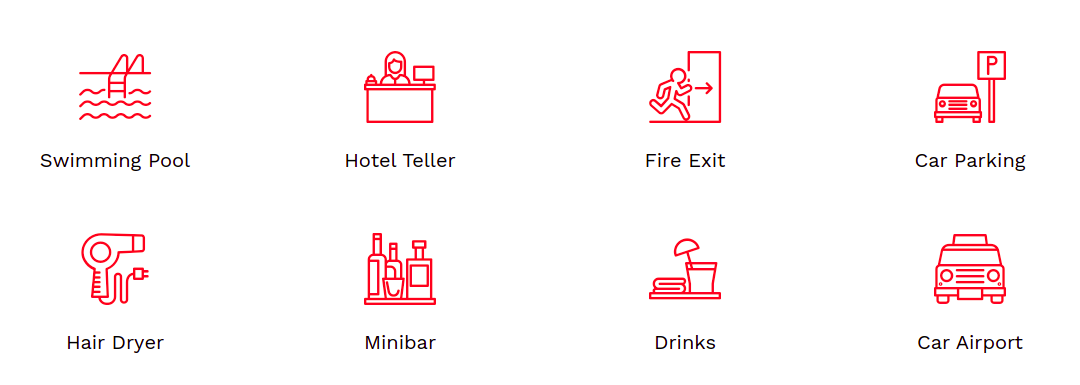 P
Swimming Pool
Hotel Teller
Fire Exit
Car Parking
Hair Dryer
Minibar
Drinks
Car Airport